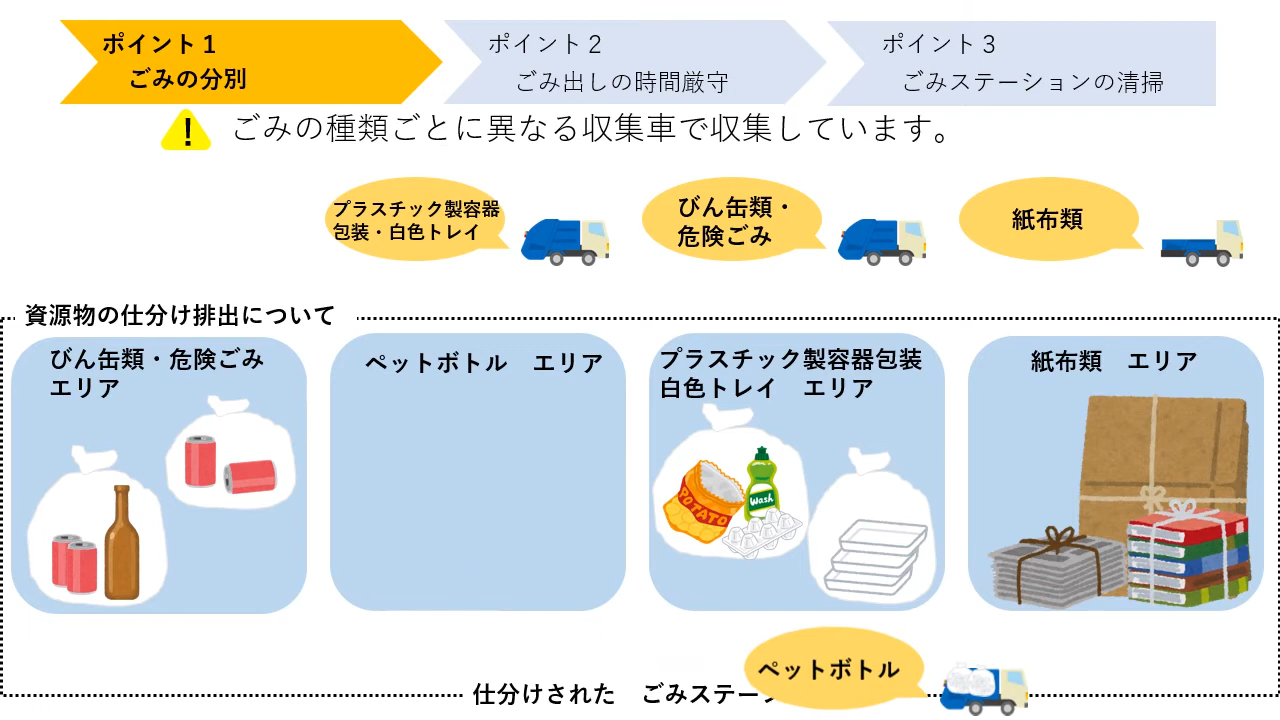 ポイント1
ごみの分別
ポイント2
ごみ出しの時間厳守
ポイント3
ごみステーションの清掃
ごみの種類ごとに異なる収集車で収集しています。
プラスチック製容器
包装・白色トレイ
びん缶類・
危険ごみ
紙布類
資源物の仕分け排出について
びん缶類・危険ごみ
エリア
ペットボトル エリア
プラスチック製容器包装
白色トレイ エリア
紙布類 エリア
POTATO
Wash
ペットボトル
仕分けされた ごみステー